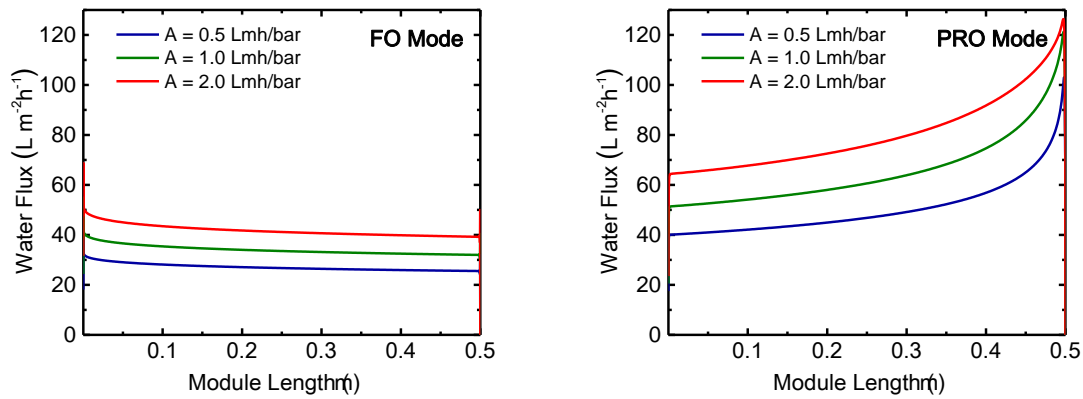 FO Mode
A = 0.5 Lmh/bar
A = 1.0 Lmh/bar
A = 2.0 Lmh/bar
Water Flux (L m-2h-1)
120
100
80
60
40
20
0
0.1 0.2 0.3 0.4 0.5
Module Length(m)
PRO Mode
A = 0.5 Lmh/bar
A = 1.0 Lmh/bar
A = 2.0 Lmh/bar
Water Flux (L m-2h-1)
120
100
80
60
40
20
0
0.1 0.2 0.3 0.4 0.5
Module Length(m)